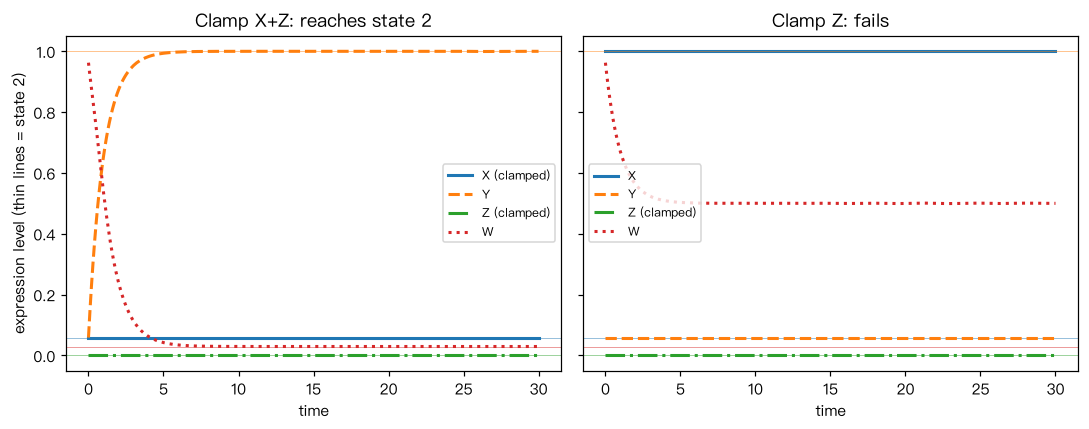 Clamp X+Z: reaches state 2
Clamp Z: fails
expression level (thin lines = state 2)
1.0
0.8
0.6
0.4
0.2
0.0
X (clamped)
Y
Z (clamped)
W
X
Y
Z (clamped)
W
0 5 10 15 20 25 30
0 5 10 15 20 25 30
time
time